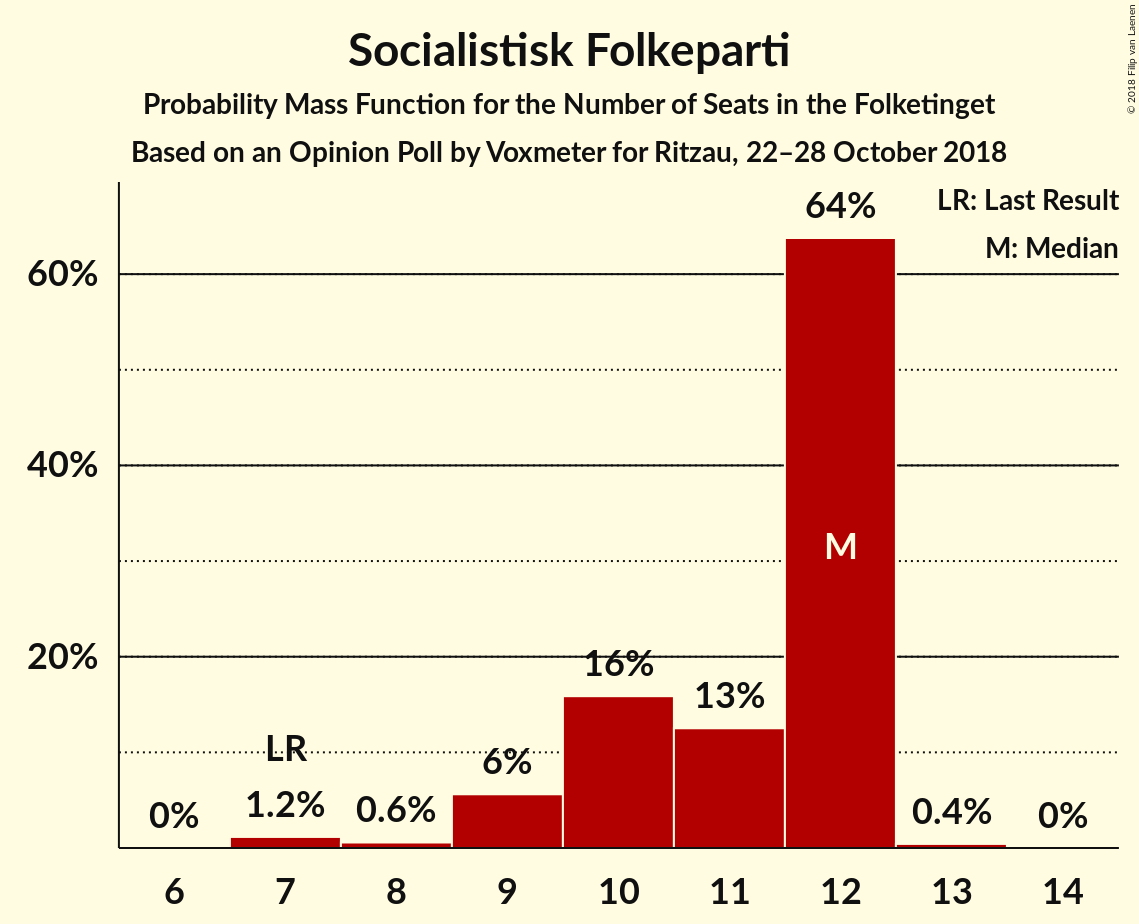 Socialistisk Folkeparti
Probability Mass Function for the Number of Seats in the Folketinget
Based on an Opinion Poll by Voxmeter for Ritzau, 22–28 October 2018
© 2018 Filip van Laenen
LR: Last Result
M: Median
64%
60%
40%
M
20%
16%
13%
LR
6%
0%
1.2%
0.6%
0.4%
0%
6 7 8 9 10 11 12 13 14